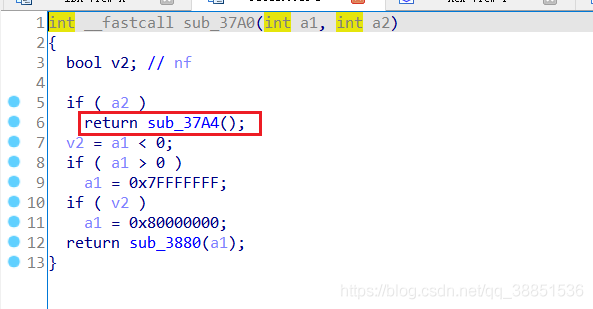 1 int __fastcall sub_37A0(int a1, int a2)
2 {
3 bool v2; // nf
4
5 if ( a2 )
6 return sub_37A4();
7 v2 = a1 < 0;
8 if ( a1 > 0 )
9 a1 = 0x7FFFFFFF;
10 if ( v2 )
11 a1 = 0x80000000;
12 return sub_3880(a1);
13 }
https://blog.csdn.net/qq_38851536